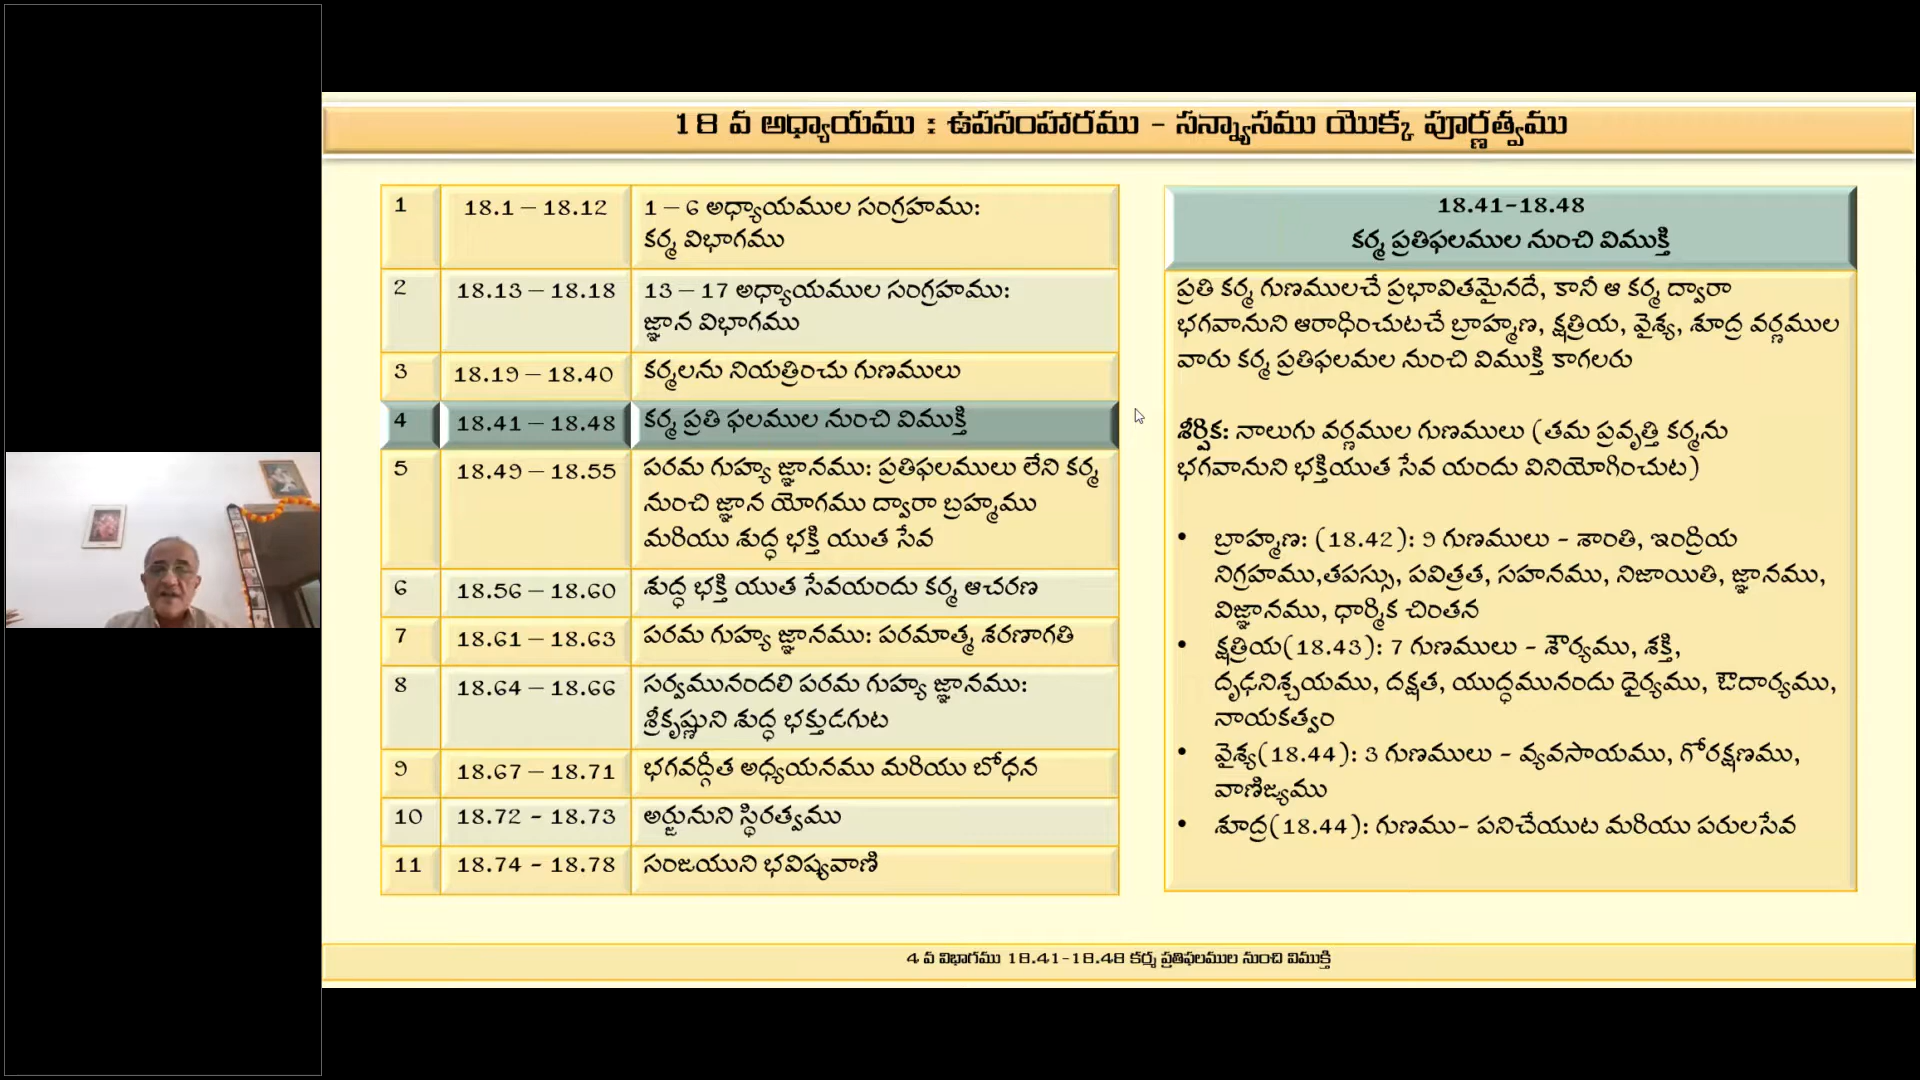 18 వ అధ్యాయము : ఉపసంహారము - సన్న్యాసము యొక్క పూర్ణత్వము
1 18.1 – 18.12 1 – 6 అధ్యాయముల సంగ్రహము:
కర్మ విభాగము
2 18.13 – 18.18 13 – 17 అధ్యాయముల సంగ్రహము:
జ్ఞాన విభాగము
3 18.19 – 18.40 కర్మలను నియత్రించు గుణములు
4 18.41 – 18.48 కర్మ ప్రతి ఫలముల నుంచి విముక్తి
5 18.49 – 18.55 పరమ గుహ్య జ్ఞానము: ప్రతిఫలములు లేని కర్మ
నుంచి జ్ఞాన యోగము ద్వారా బ్రహ్మము
మరియు శుద్ధ భక్తి యుత సేవ
6 18.56 – 18.60 శుద్ధ భక్తి యుత సేవయందు కర్మ ఆచరణ
7 18.61 – 18.63 పరమ గుహ్య జ్ఞానము: పరమాత్మ శరణాగతి
8 18.64 – 18.66 సర్వమునందలి పరమ గుహ్య జ్ఞానము:
శ్రీకృష్ణుని శుద్ధ భక్తుడగుట
9 18.67 – 18.71 భగవద్గీత అధ్యయనము మరియు బోధన
10 18.72 - 18.73 అర్జునుని స్థిరత్వము
11 18.74 - 18.78 సంజయుని భవిష్యవాణి
18.41-18.48
కర్మ ప్రతిఫలముల నుంచి విముక్తి
ప్రతి కర్మ గుణములచే ప్రభావితమైనదే, కానీ ఆ కర్మ ద్వారా
భగవానుని ఆరాధించుటచే బ్రాహ్మణ, క్షత్రియ, వైశ్య, శూద్ర వర్ణముల
వారు కర్మ ప్రతిఫలమల నుంచి విముక్తి కాగలరు
శీర్షిక: నాలుగు వర్ణముల గుణములు (తమ ప్రవృత్తి కర్మను
భగవానుని భక్తియుత సేవ యందు వినియోగించుట)
• బ్రాహ్మణ: (18.42): 9 గుణములు - శాంతి, ఇంద్రియ
నిగ్రహము,తపస్సు, పవిత్రత, సహనము, నిజాయితి, జ్ఞానము,
విజ్ఞానము, ధార్మిక చింతన
• క్షత్రియ(18.43): 7 గుణములు - శౌర్యము, శక్తి,
దృఢనిశ్చయము, దక్షత, యుద్ధమునందు ధైర్యము, ఔదార్యము,
నాయకత్వం
• వైశ్య(18.44): 3 గుణములు - వ్యవసాయము, గోరక్షణము,
వాణిజ్యము
• శూద్ర(18.44): గుణము- పనిచేయుట మరియు పరులసేవ
4 వ విభాగము 18.41-18.48 కర్మ ప్రతిఫలముల నుంచి విముక్తి